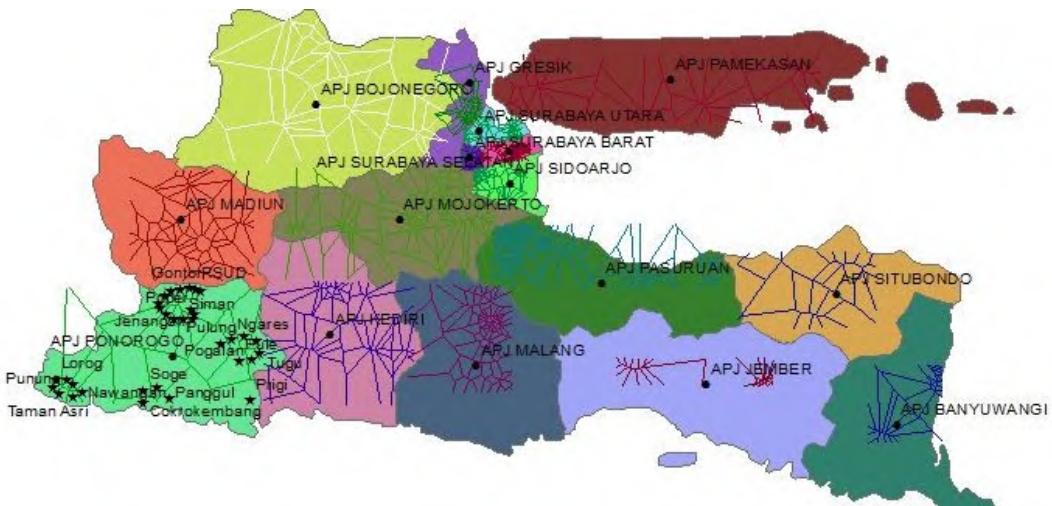 APJ GRESIK
APJ PAMEKASAN
APJ BOJONEGORO
APJ SURABAYA UTARA
APJ SURABAYA BARAT
APJ SURABAYA SELATAN
APJ SIDOARJO
APJ MADIUN
APJ MOJOKERTO
APJ PASURUAN
APJ SITUBONDO
Siman
Jenangan
Pulung
Ngares
APJ KEDIRI
APJ PONOROGO
Pogalan
Lorog
Tugu
APJ MALANG
Punung
Soge
Prigi
APJ JEMBER
Nawangan
Panggul
Taman Asri
Cokrokembang
APJ BANYUWANGI